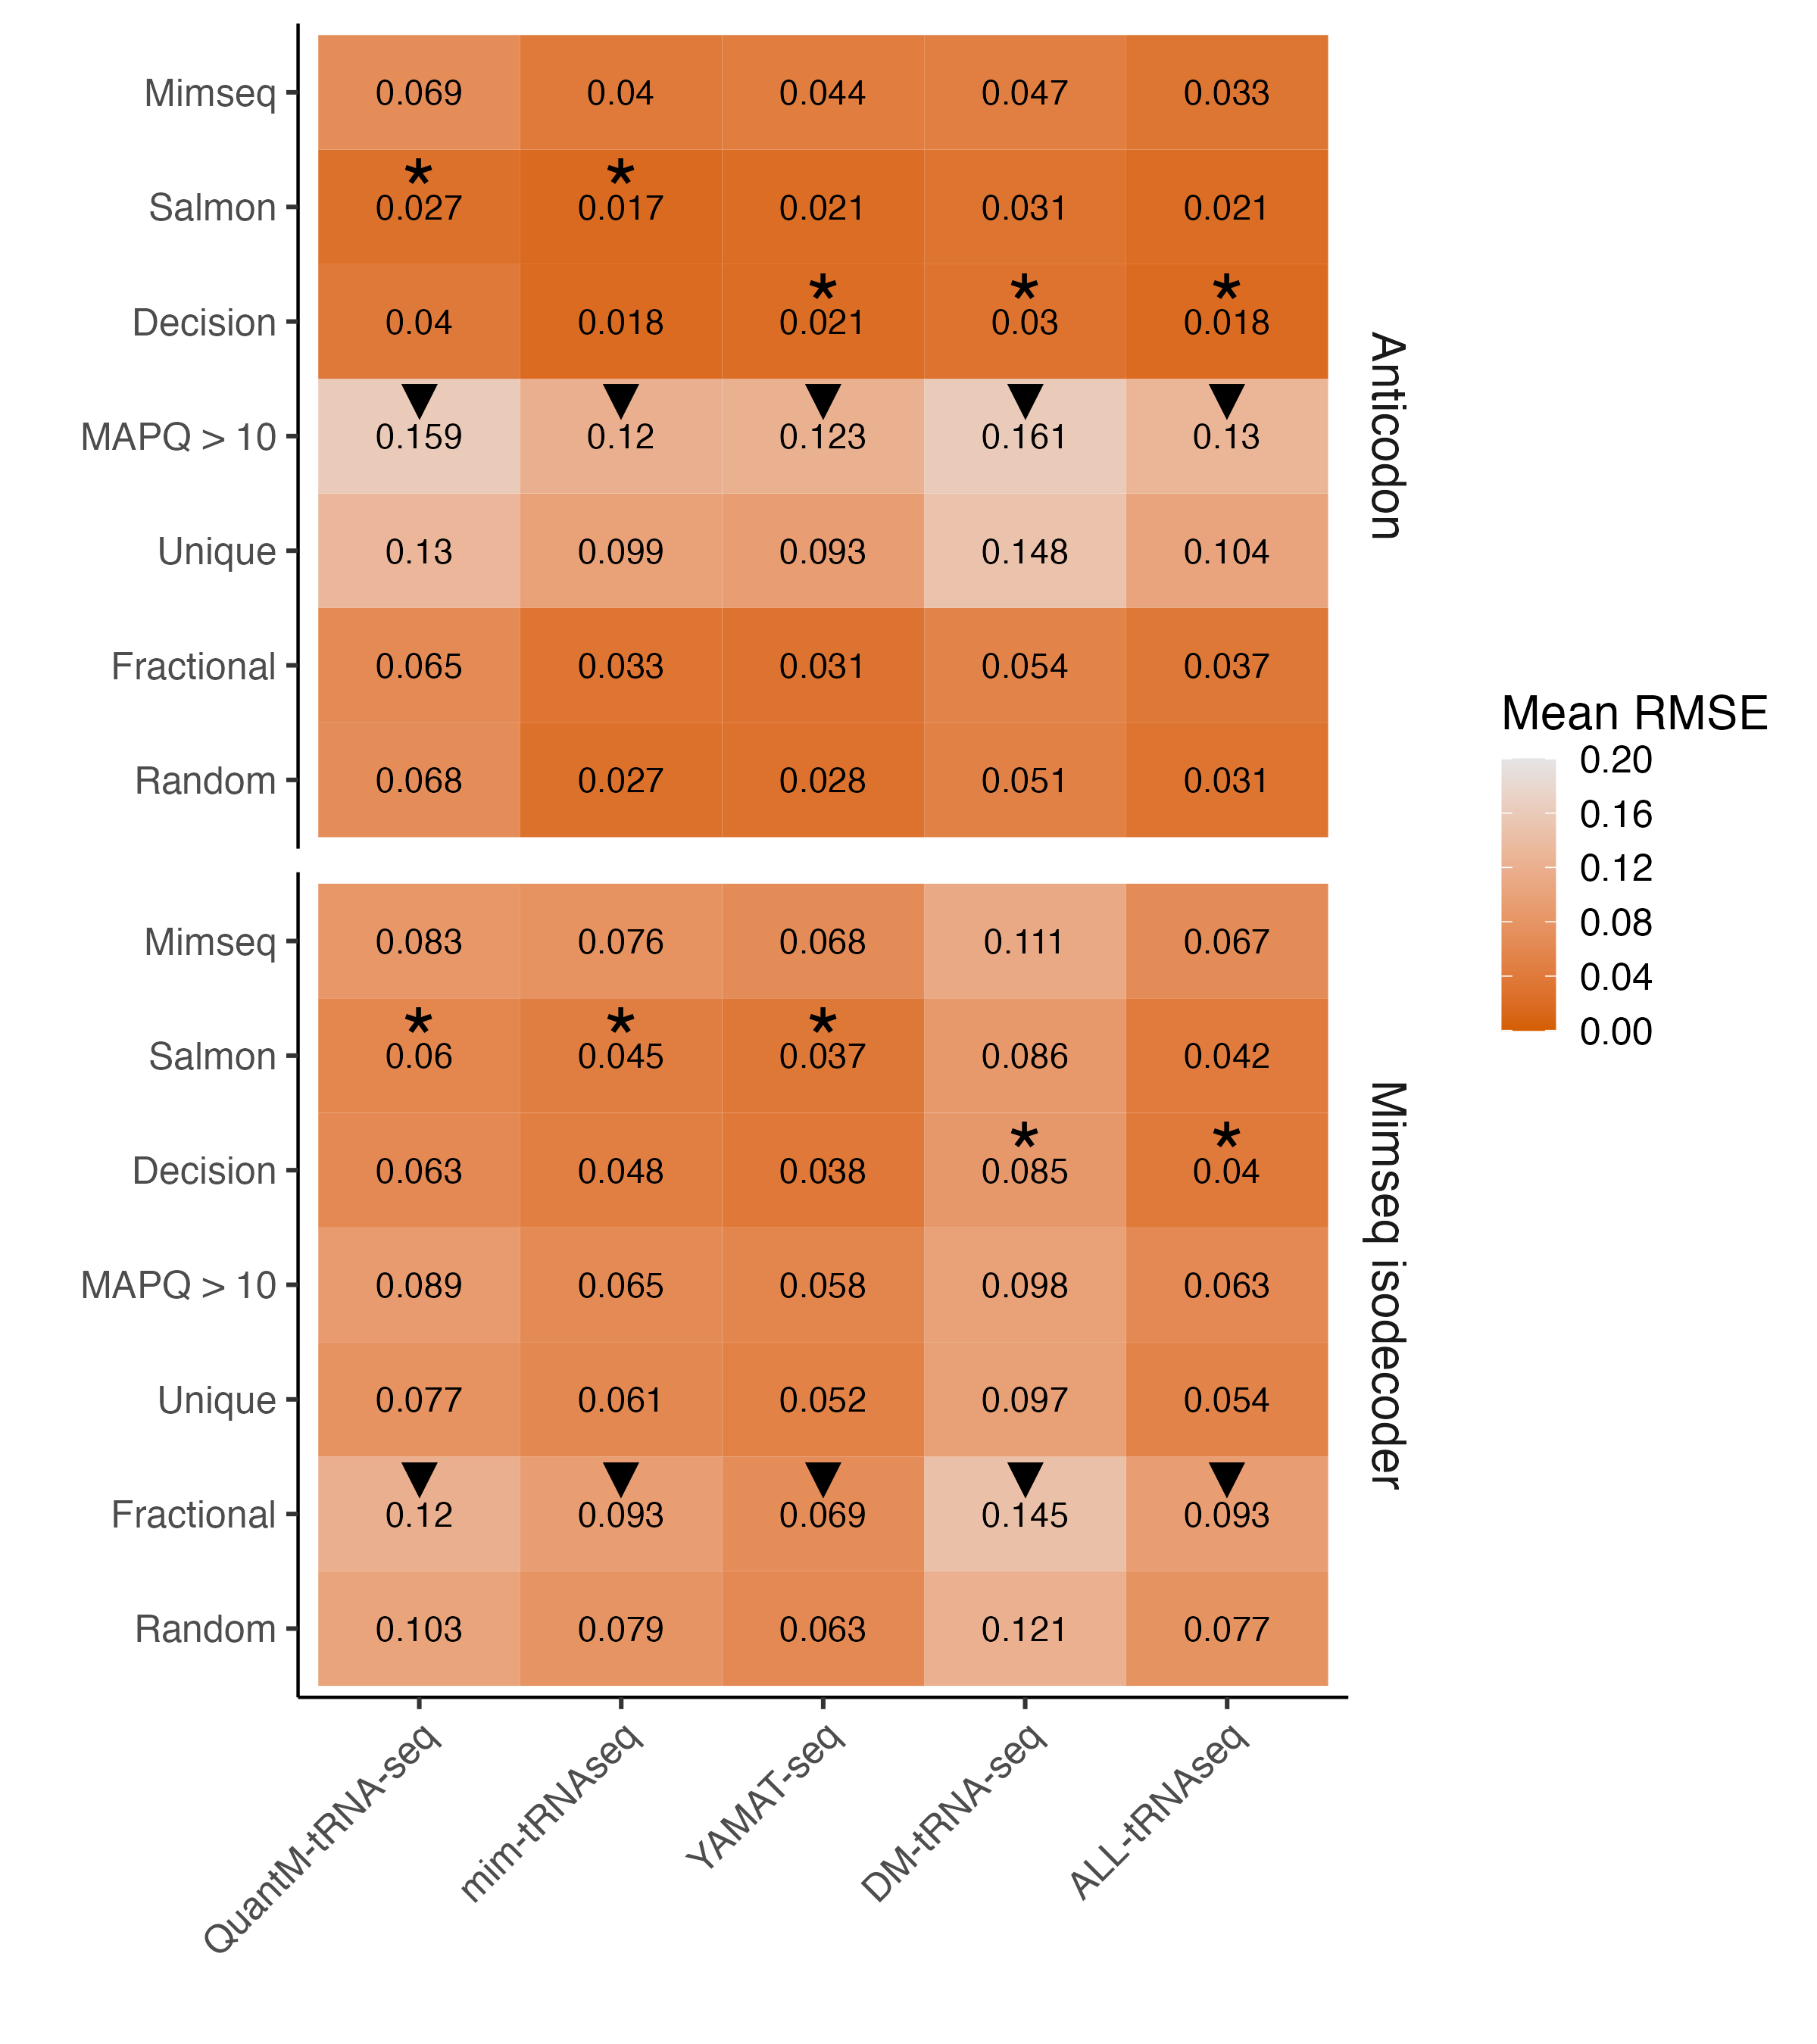 Mimseq 0.069 0.04 0.044 0.047 0.033
* *
Salmon 0.027 0.017 0.021 0.031 0.021
* * *
Decision 0.04 0.018 0.021 0.03 0.018
MAPQ > 10 0.159 0.12 0.123 0.161 0.13
Unique 0.13 0.099 0.093 0.148 0.104
Fractional 0.065 0.033 0.031 0.054 0.037
Random 0.068 0.027 0.028 0.051 0.031
Anticodon
Mimseq 0.083 0.076 0.068 0.111 0.067
* * *
Salmon 0.06 0.045 0.037 0.086 0.042
* *
Decision 0.063 0.048 0.038 0.085 0.04
MAPQ > 10 0.089 0.065 0.058 0.098 0.063
Unique 0.077 0.061 0.052 0.097 0.054
Fractional 0.12 0.093 0.069 0.145 0.093
Random 0.103 0.079 0.063 0.121 0.077
Mimseq isodecoder
QuantM-tRNA-seq
mim-tRNAseq
YAMAT-seq
DM-tRNA-seq
ALL-tRNAseq
Mean RMSE
0.20
0.16
0.12
0.08
0.04
0.00